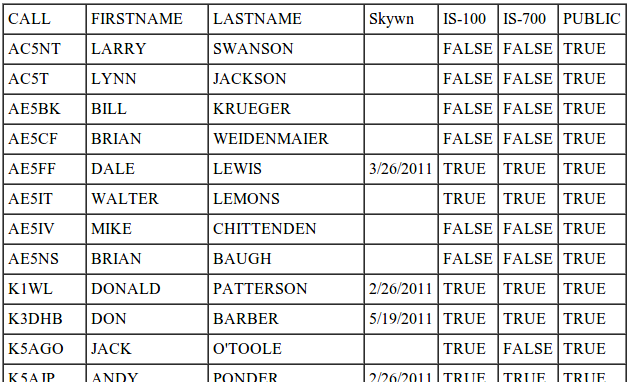 CALL FIRSTNAME LASTNAME Skywn IS-100 IS-700 PUBLIC
AC5NT LARRY SWANSON FALSE FALSE TRUE
AC5T LYNN JACKSON FALSE FALSE TRUE
AE5BK BILL KRUEGER FALSE FALSE TRUE
AE5CF BRIAN WEIDENMAIER FALSE FALSE TRUE
AE5FF DALE LEWIS 3/26/2011 TRUE TRUE TRUE
AE5IT WALTER LEMONS TRUE TRUE TRUE
AE5IV MIKE CHITTENDEN FALSE FALSE TRUE
AE5NS BRIAN BAUGH FALSE FALSE TRUE
K1WL DONALD PATTERSON 2/26/2011 TRUE TRUE TRUE
K3DHB DON BARBER 5/19/2011 TRUE TRUE TRUE
K5AGO JACK O'TOOLE TRUE FALSE TRUE
K5AJP ANDY PONDER 2/26/2011 TRUE TRUE TRUE